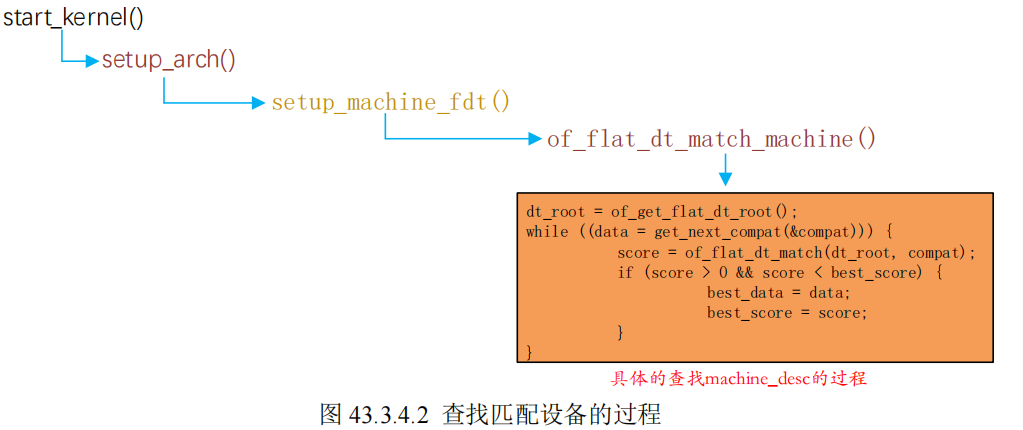 start_kernel()
setup_arch()
setup_machine_fdt()
of_flat_dt_match_machine()
dt_root = of_get_flat_dt_root();
while ((data = get_next_compat(&compat))) {
score = of_flat_dt_match(dt_root, compat);
if (score > 0 && score < best_score) {
best_data = data;
best_score = score;
}
}
具体的查找machine_desc的过程
图 43.3.4.2 查找匹配设备的过程